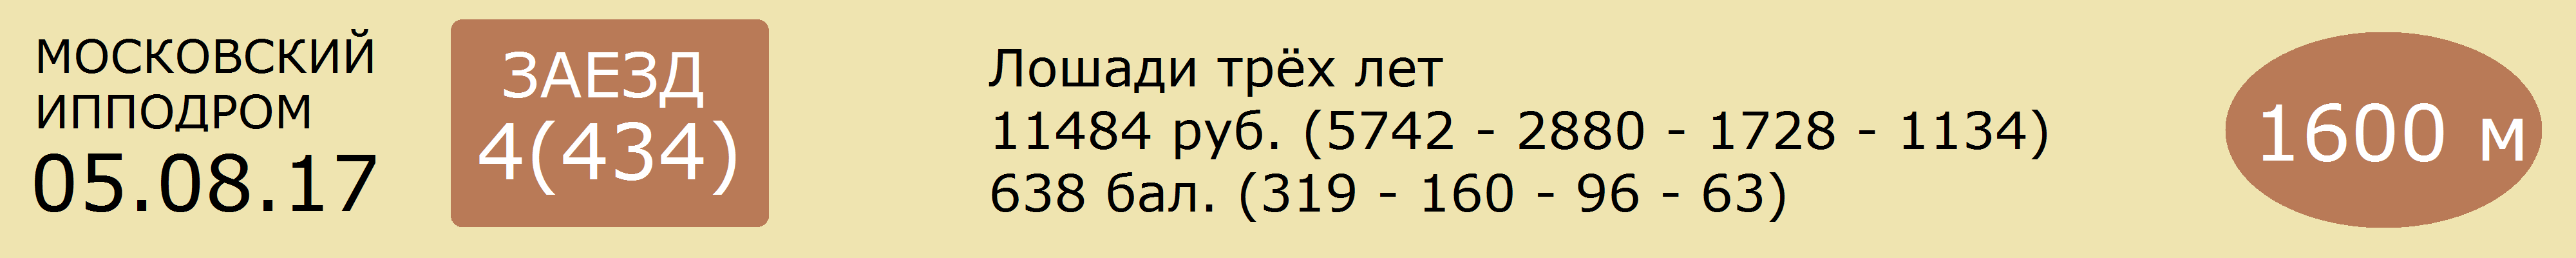 МОСКОВСКИЙ
ИППОДРОМ
05.08.17
ЗАЕЗД
4(434)
Лошади трёх лет
11484 руб. (5742 - 2880 - 1728 - 1134)
638 бал. (319 - 160 - 96 - 63)
1600 м